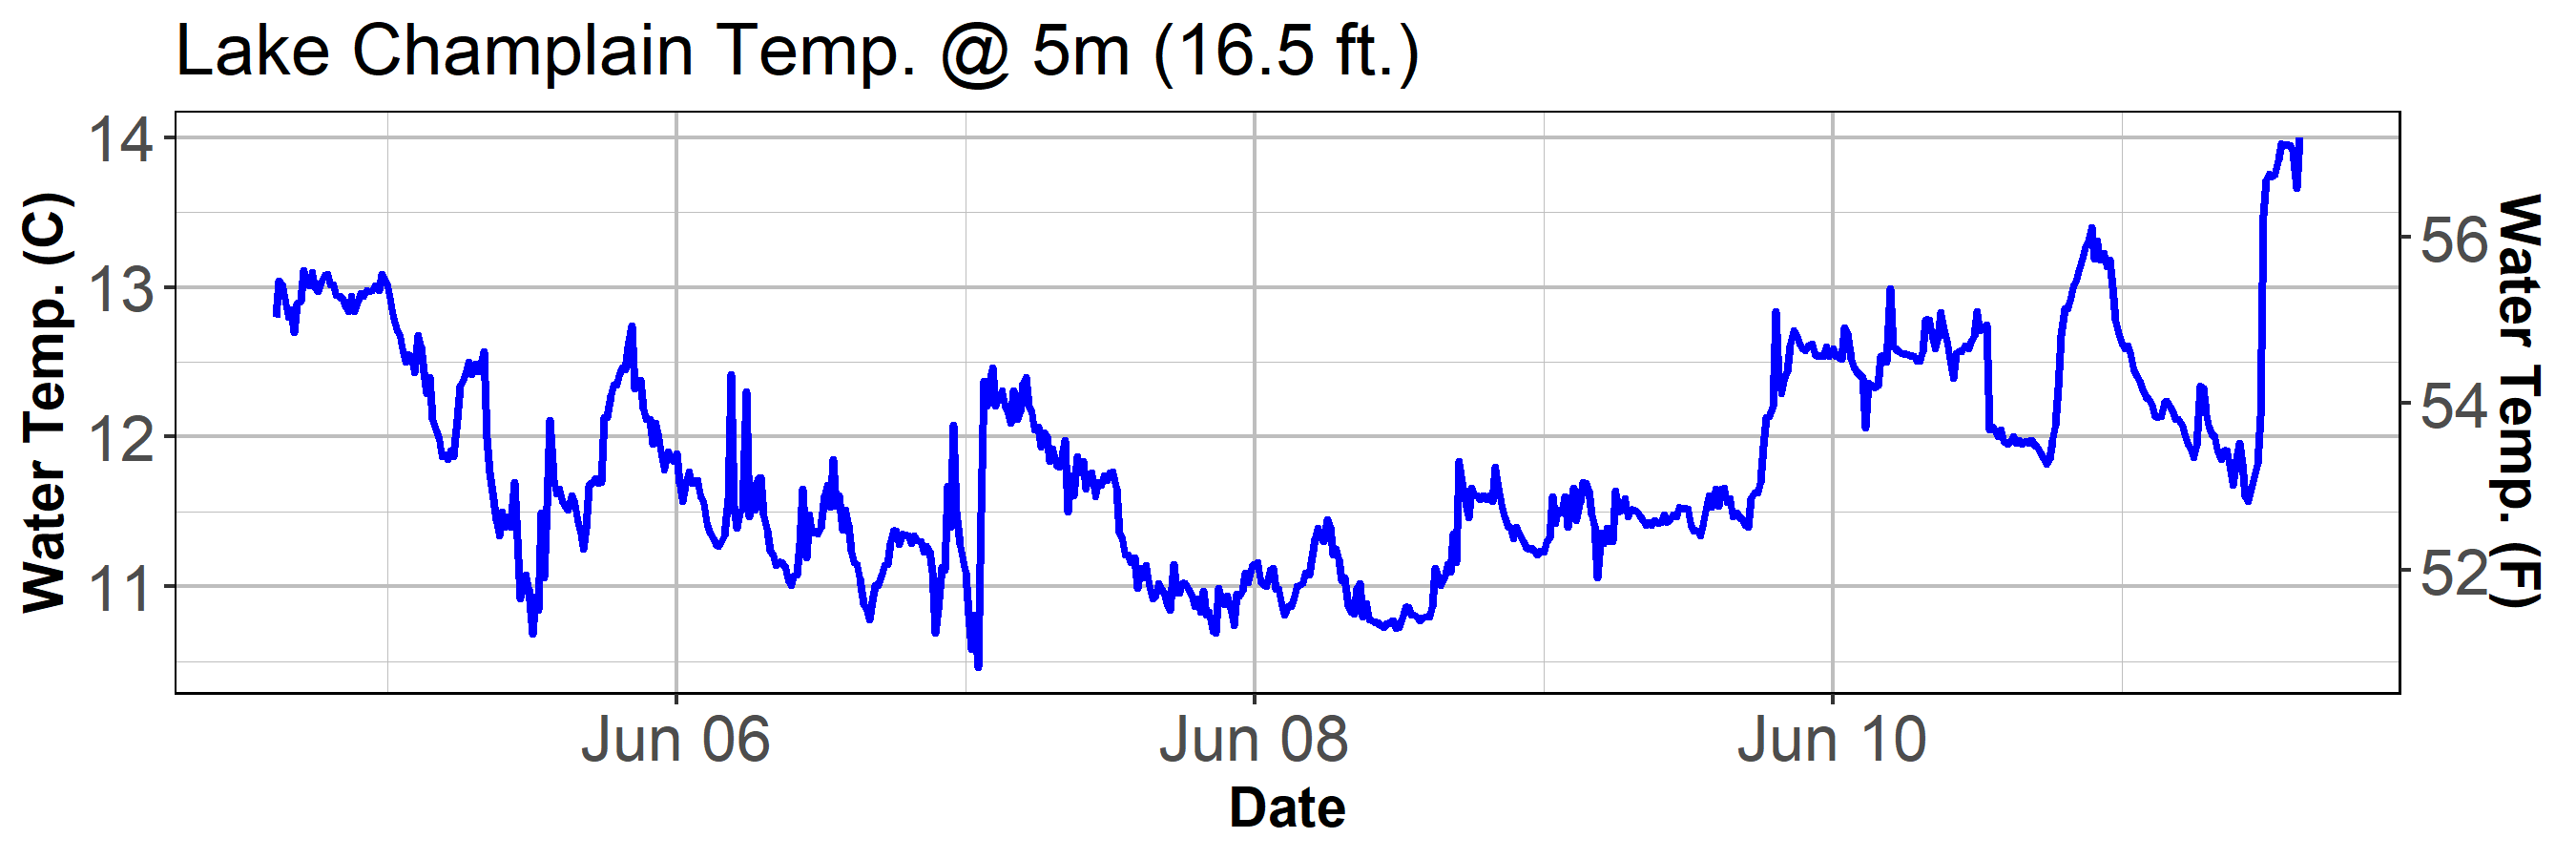 Lake Champlain Temp. @ 5m (16.5 ft.)
Water Temp. (C)
14
13
12
11
56
54
52
Water Temp. (F)
Jun 06
Jun 08
Jun 10
Date